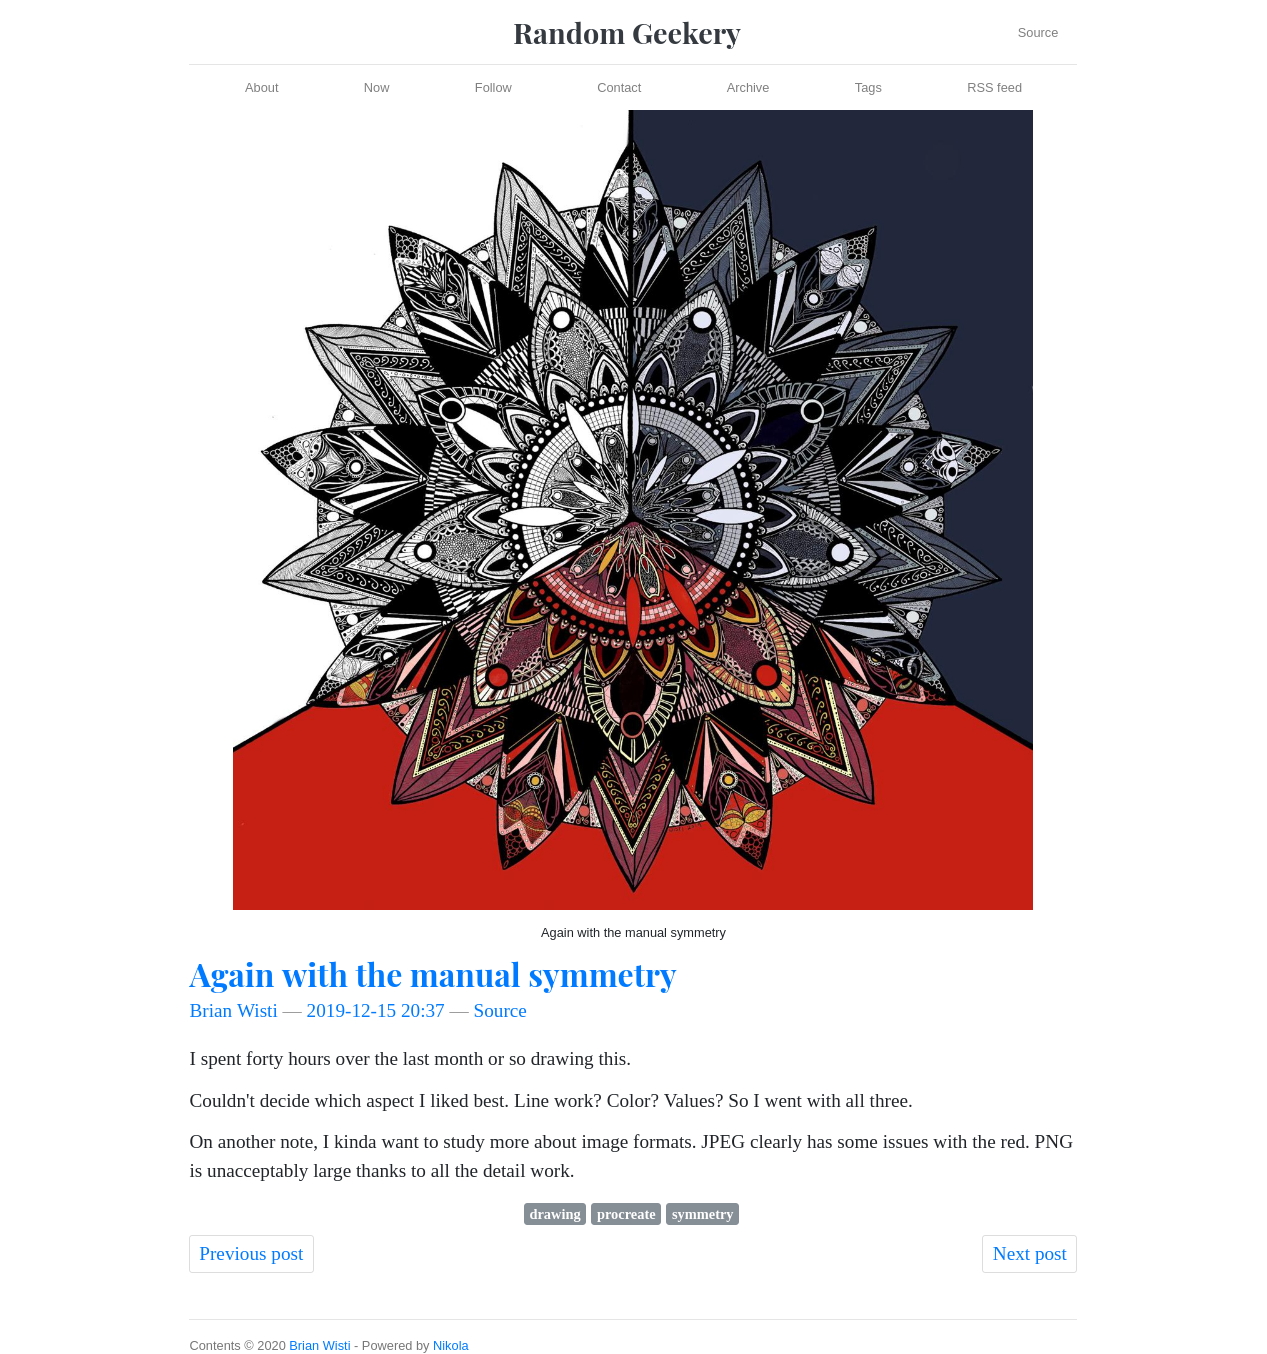 Random Geekery
Source
About
Now
Follow
Contact
Archive
Tags
RSS feed
Again with the manual symmetry
Again with the manual symmetry
Brian Wisti — 2019-12-15 20:37 — Source
I spent forty hours over the last month or so drawing this.
Couldn't decide which aspect I liked best. Line work? Color? Values? So I went with all three.
On another note, I kinda want to study more about image formats. JPEG clearly has some issues with the red. PNG
is unacceptably large thanks to all the detail work.
drawing procreate symmetry
Previous post
Next post
Contents © 2020 Brian Wisti - Powered by Nikola